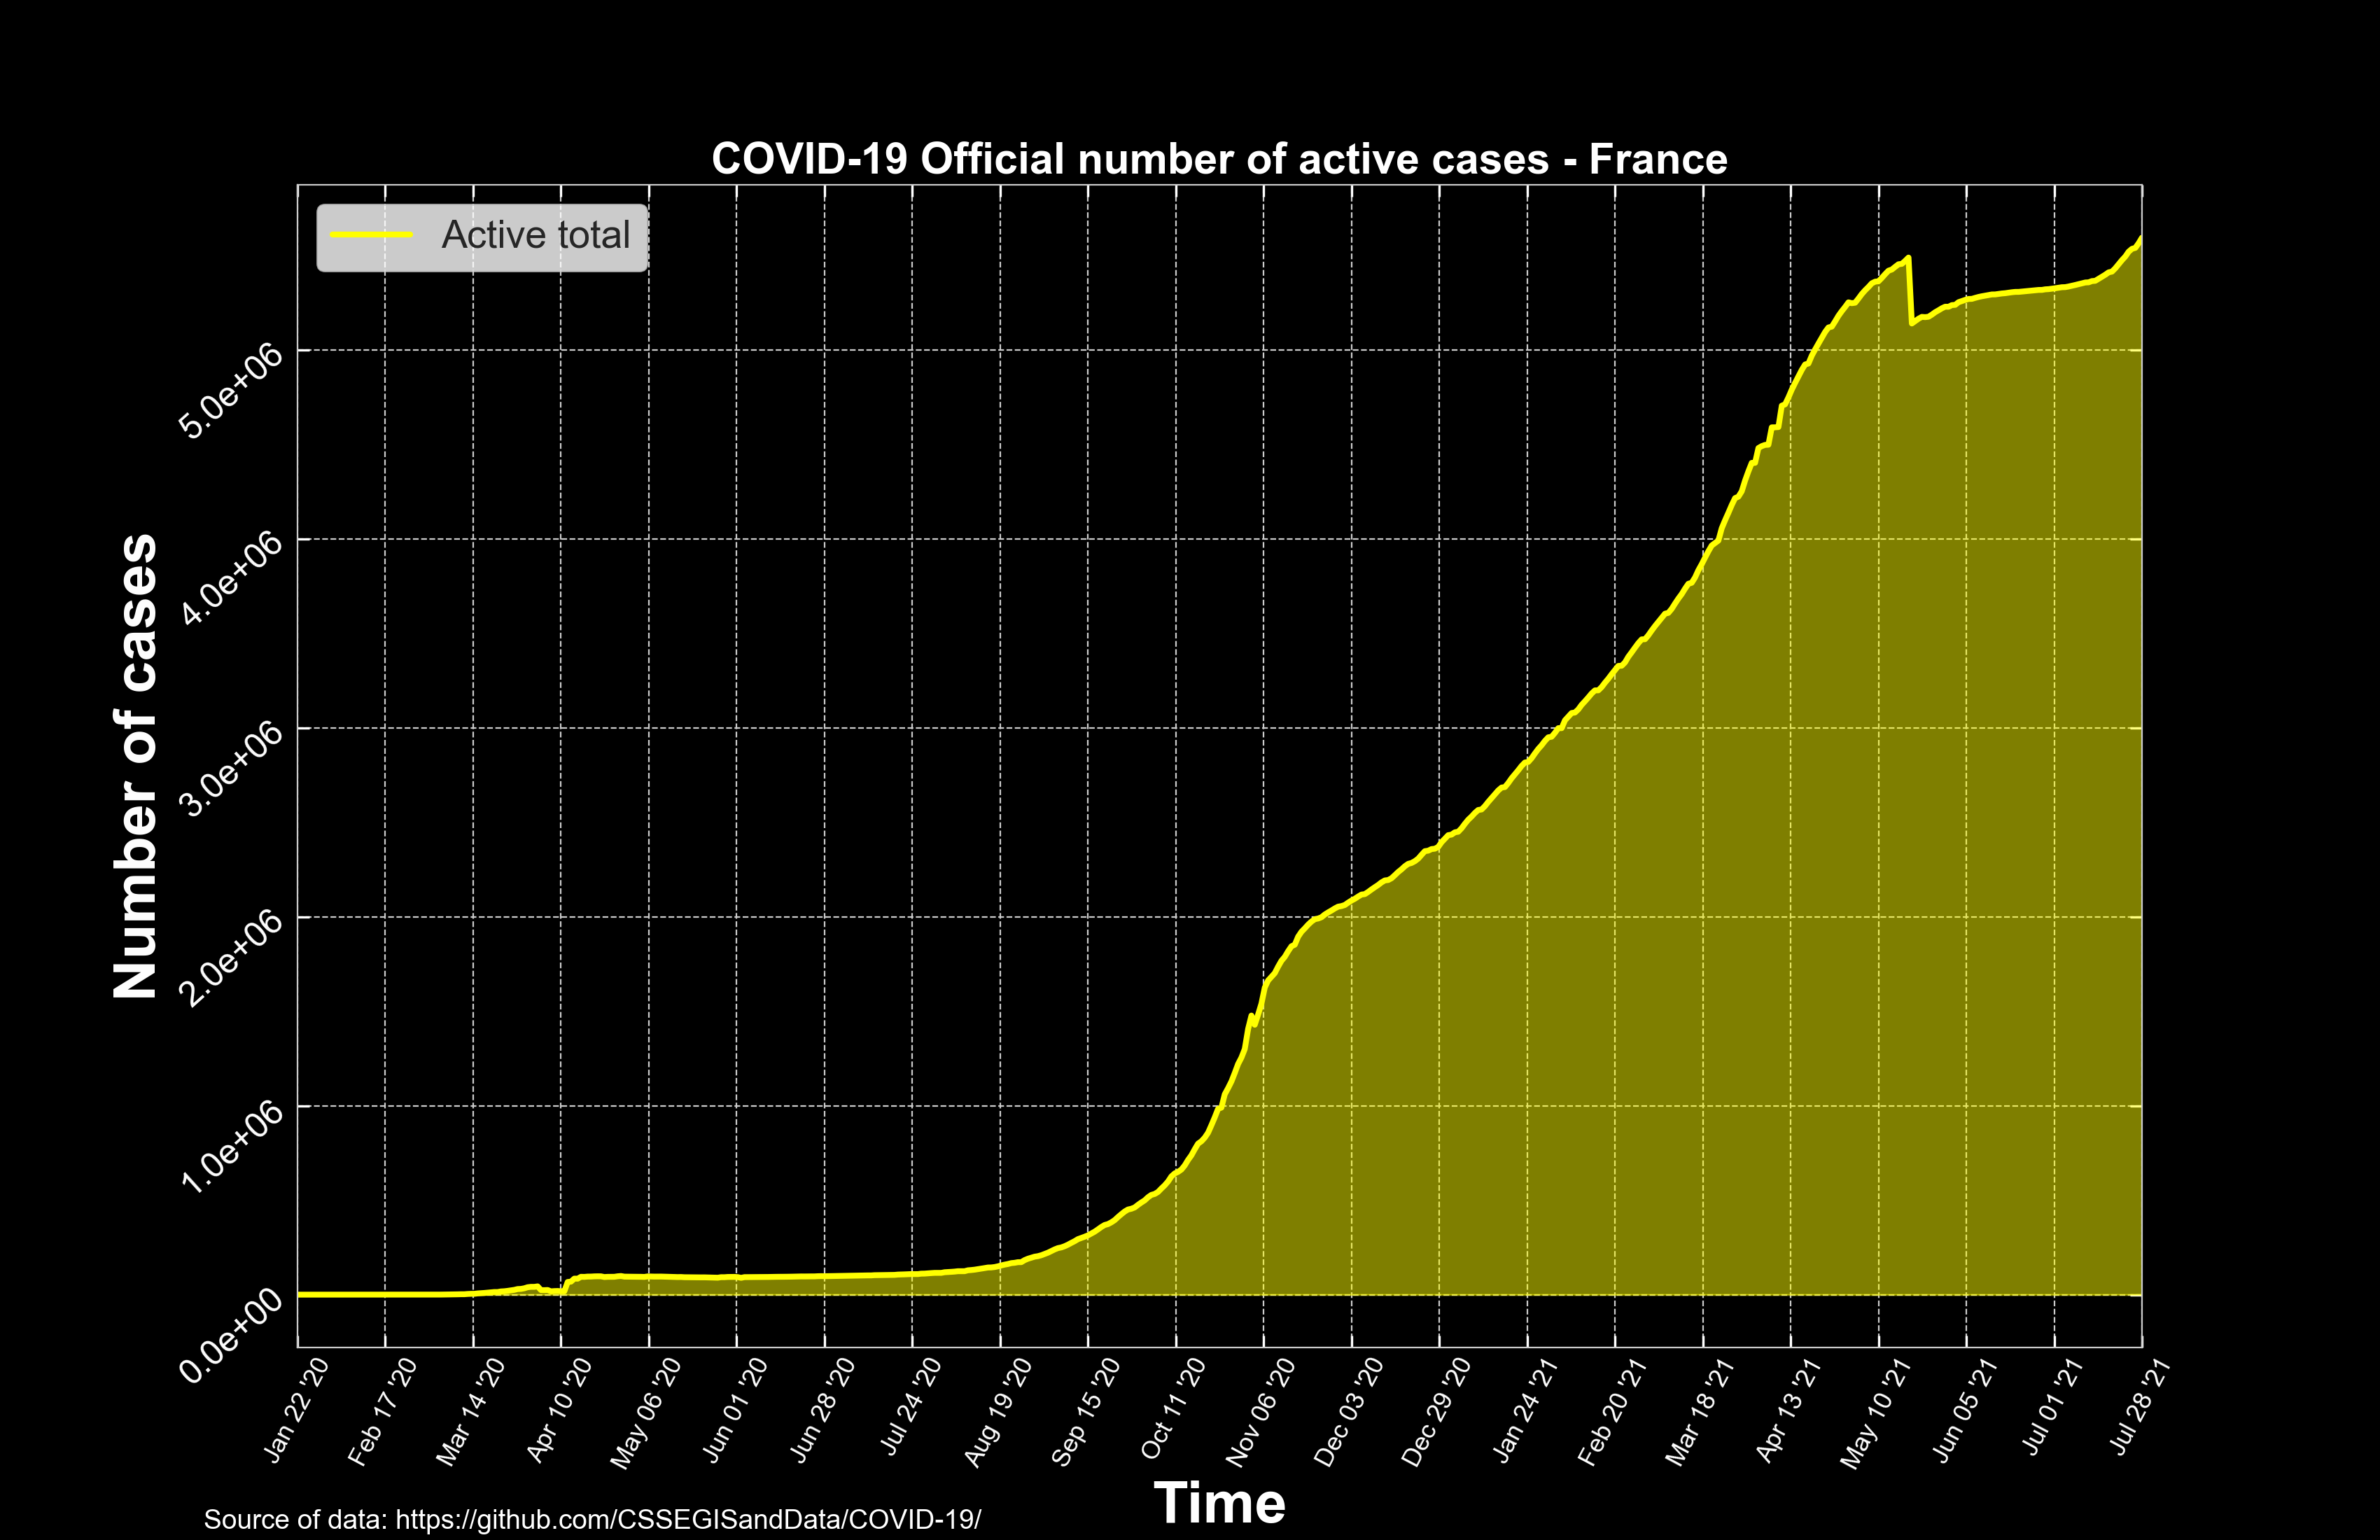 COVID-19 Official number of active cases - France
Active total
Number of cases
5.0e+06
4.0e+06
3.0e+06
2.0e+06
1.0e+06
0.0e+00
Jan 22 '20
Feb 17 '20
Mar 14 '20
Apr 10 '20
May 06 '20
Jun 01 '20
Jun 28 '20
Jul 24 '20
Aug 19 '20
Sep 15 '20
Oct 11 '20
Nov 06 '20
Dec 03 '20
Dec 29 '20
Jan 24 '21
Feb 20 '21
Mar 18 '21
Apr 13 '21
May 10 '21
Jun 05 '21
Jul 01 '21
Jul 28 '21
Time
Source of data: https://github.com/CSSEGISandData/COVID-19/